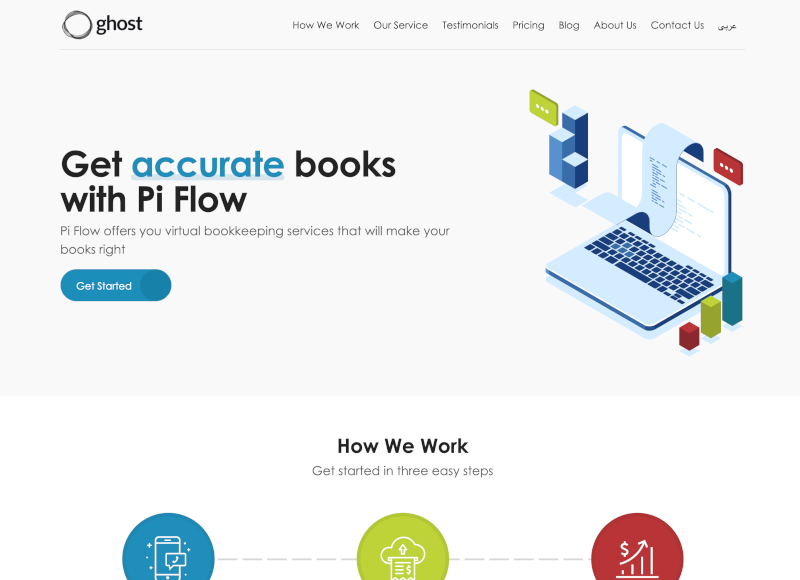 ghost
How We Work Our Service Testimonials Pricing Blog About Us Contact Us عربى
Get accurate books
with Pi Flow
Pi Flow offers you virtual bookkeeping services that will make your
books right
Get Started
How We Work
Get started in three easy steps
$
$